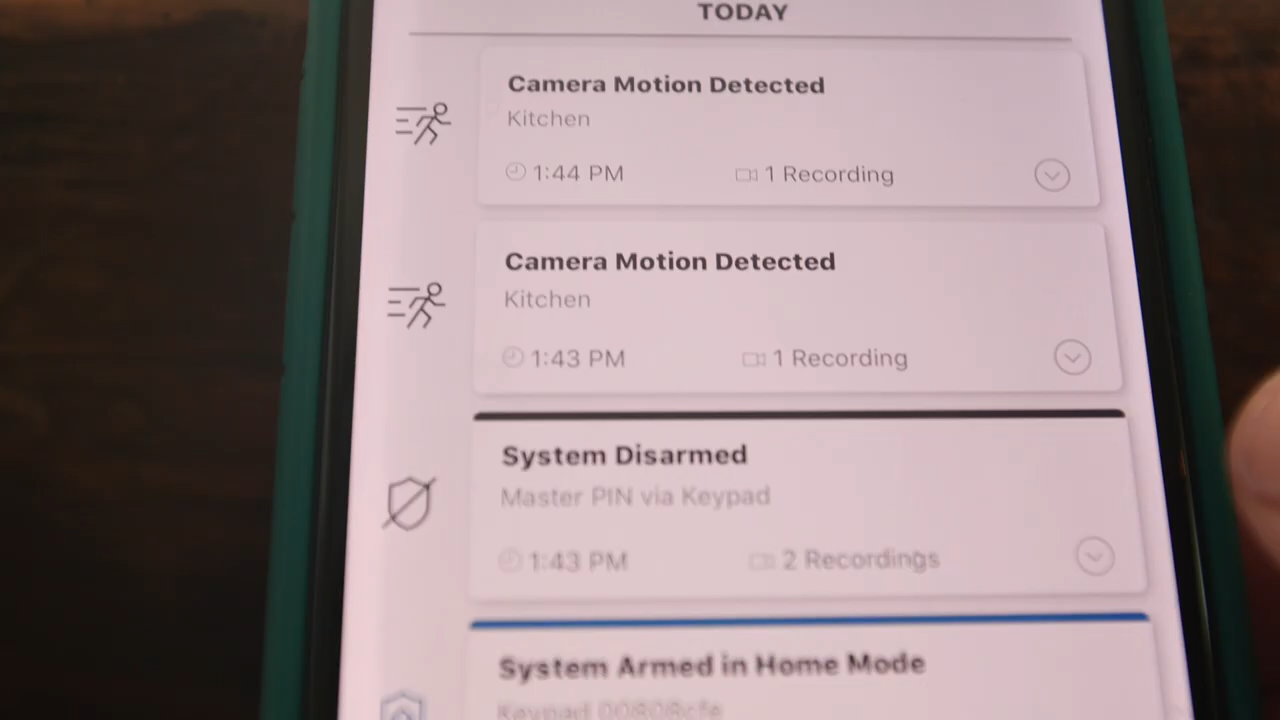 TODAY
Camera Motion Detected
Kitchen
1:44 PM 1 Recording
Camera Motion Detected
Kitchen
1:43 PM 1 Recording
System Disarmed
Master PIN via Keypad
1:43 PM 2 Recordings
System Armed in Home Mode
Keypad